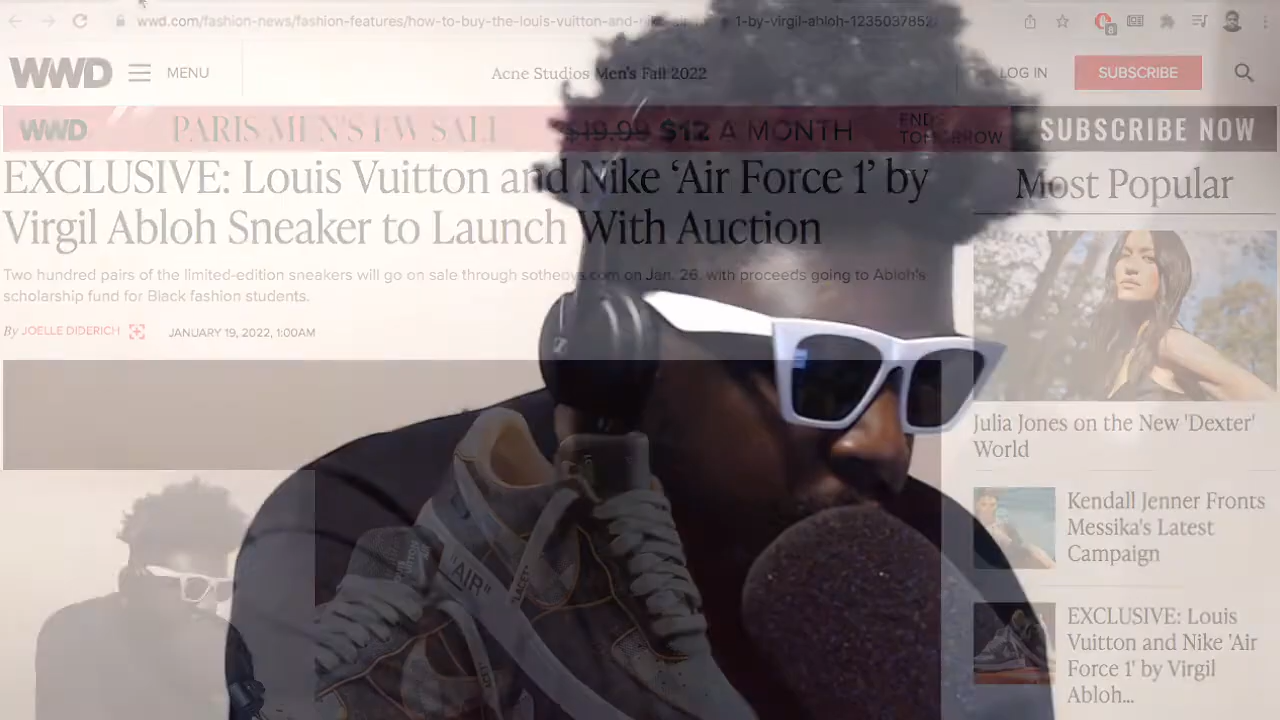 wwd.com/fashion-news/fashion-features/how-to-buy-the-louis-vuitton-and-
1-by-virgil-abloh-1235037852
WWD
MENU
Acne Studios Men's Fall 2022
LOG IN
SUBSCRIBE
WWD
PARIS MEN'S FW SALE
$19.99 $12 A MONTH
ENDS
TOMORROW
SUBSCRIBE NOW
EXCLUSIVE: Louis Vuitton and Nike ‘Air Force 1’ by
Virgil Abloh Sneaker to Launch With Auction
Two hundred pairs of the limited-edition sneakers will go on sale through sothebys.com on Jan. 26, with proceeds going to Abloh's
scholarship fund for Black fashion students.
By JOELLE DIDERICH
JANUARY 19, 2022, 1:00AM
"AIR"
Most Popular
Julia Jones on the New 'Dexter'
World
Kendall Jenner Fronts
Messika's Latest
Campaign
EXCLUSIVE: Louis
Vuitton and Nike 'Air
Force 1' by Virgil
Abloh...